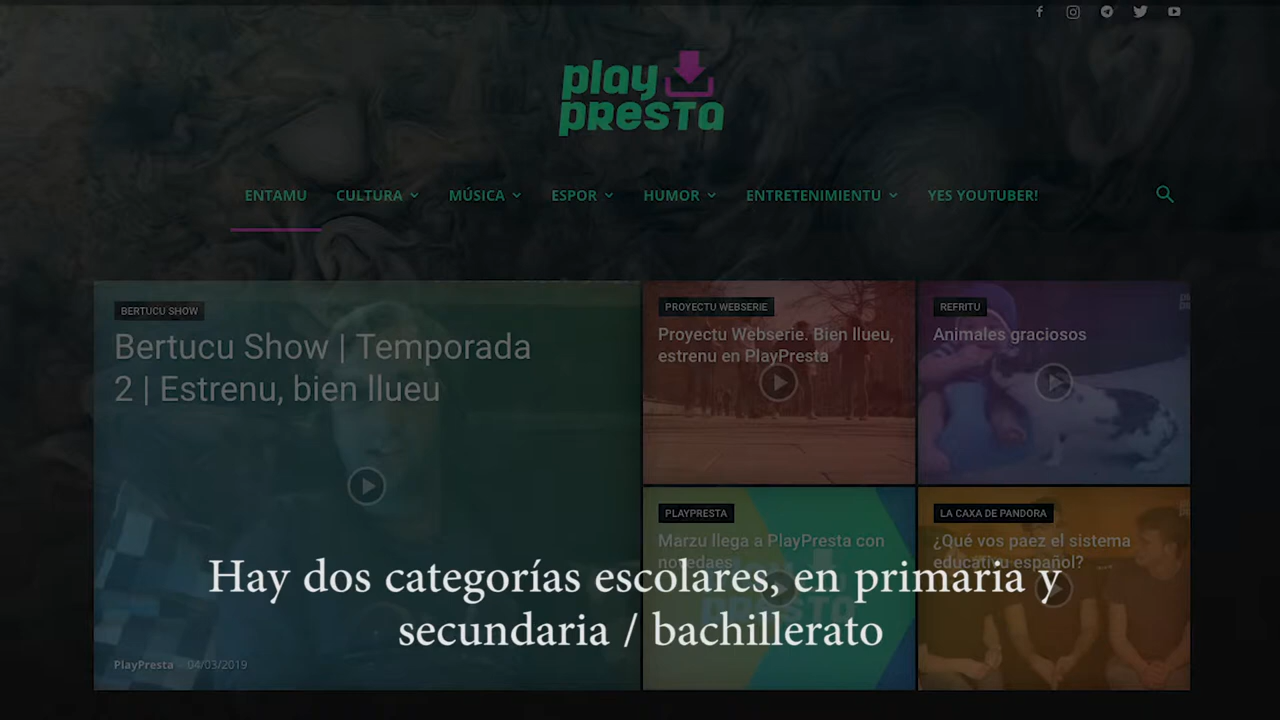 play
presta
ENTAMU CULTURA MÚSICA ESPOR HUMOR ENTRETENIMIENTU YES YOUTUBER!
BERTUCU SHOW
Bertucu Show | Temporada
2 | Estrenu, bien llueu
PlayPresta - 04/03/2019
PROYECTU WEBSERIE
Proyectu Webserie. Bien llueu,
estrenu en PlayPresta
REFRITU
Animales graciosos
PLAYPRESTA
Marzu llega a PlayPresta con
novedaes
LA CAXA DE PANDORA
¿Qué vos paez el sistema
educativu español?
Hay dos categorías escolares, en primaria y
secundaria / bachillerato